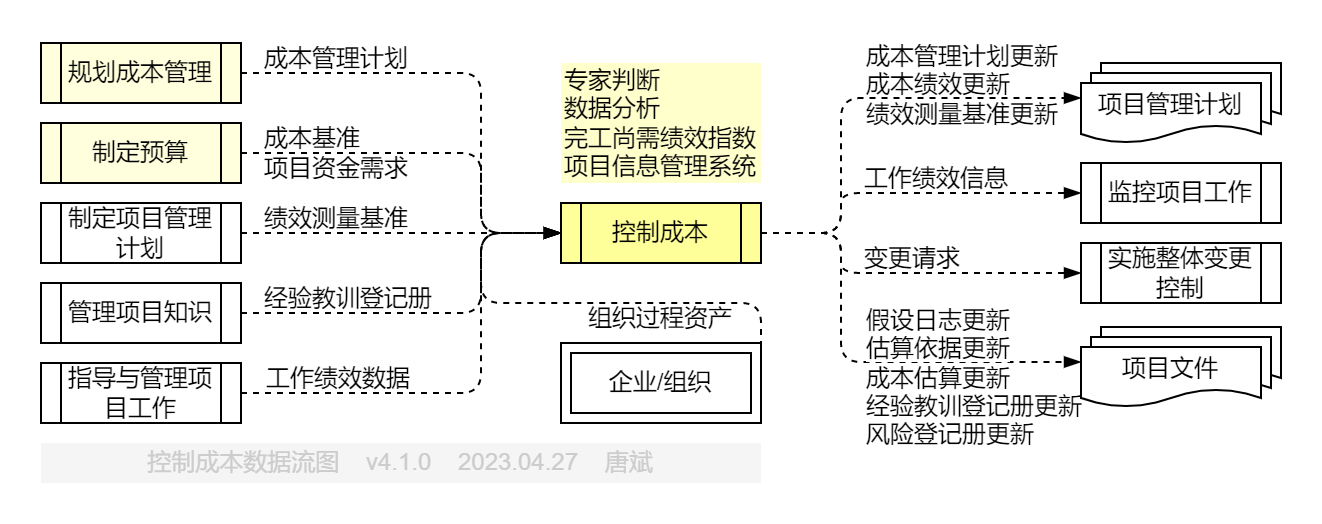 规划成本管理
成本管理计划
制定预算
成本基准
项目资金需求
制定项目管理
计划
绩效测量基准
管理项目知识
经验教训登记册
指导与管理项
目工作
工作绩效数据
专家判断
数据分析
完工尚需绩效指数
项目信息管理系统
控制成本
组织过程资产
企业/组织
成本管理计划更新
成本绩效更新
绩效测量基准更新
项目管理计划
工作绩效信息
监控项目工作
变更请求
实施整体变更
控制
假设日志更新
估算依据更新
成本估算更新
经验教训登记册更新
风险登记册更新
项目文件
控制成本数据流图 v4.1.0 2023.04.27 唐斌